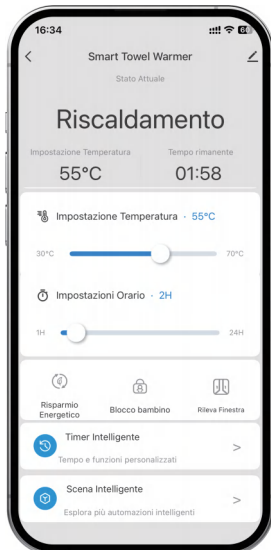 16:34
60
Smart Towel Warmer
Stato Attuale
Riscaldamento
Impostazione Temperatura Tempo rimanente
55°C 01:58
Impostazione Temperatura · 55°C
30°C 70°C
Impostazioni Orario · 2H
1H 24H
Risparmio
Energetico
Blocco bambino
Rileva Finestra
Timer Intelligente
Tempo e funzioni personalizzati
Scena Intelligente
Esplora più automazioni intelligenti